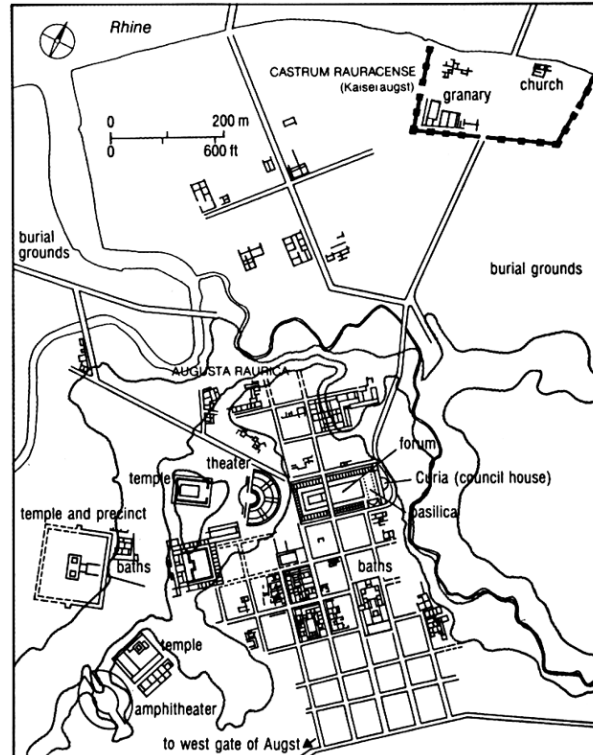 Rhine
CASTRUM RAURACENSE
(Kaiseraugst)
granary
church
0 200 m
0 600 ft
burial
grounds
burial grounds
AUGUSTA RAURICA
forum
theater
temple
Curia (council house)
basilica
temple and precinct
baths
baths
temple
amphitheater
to west gate of Augst